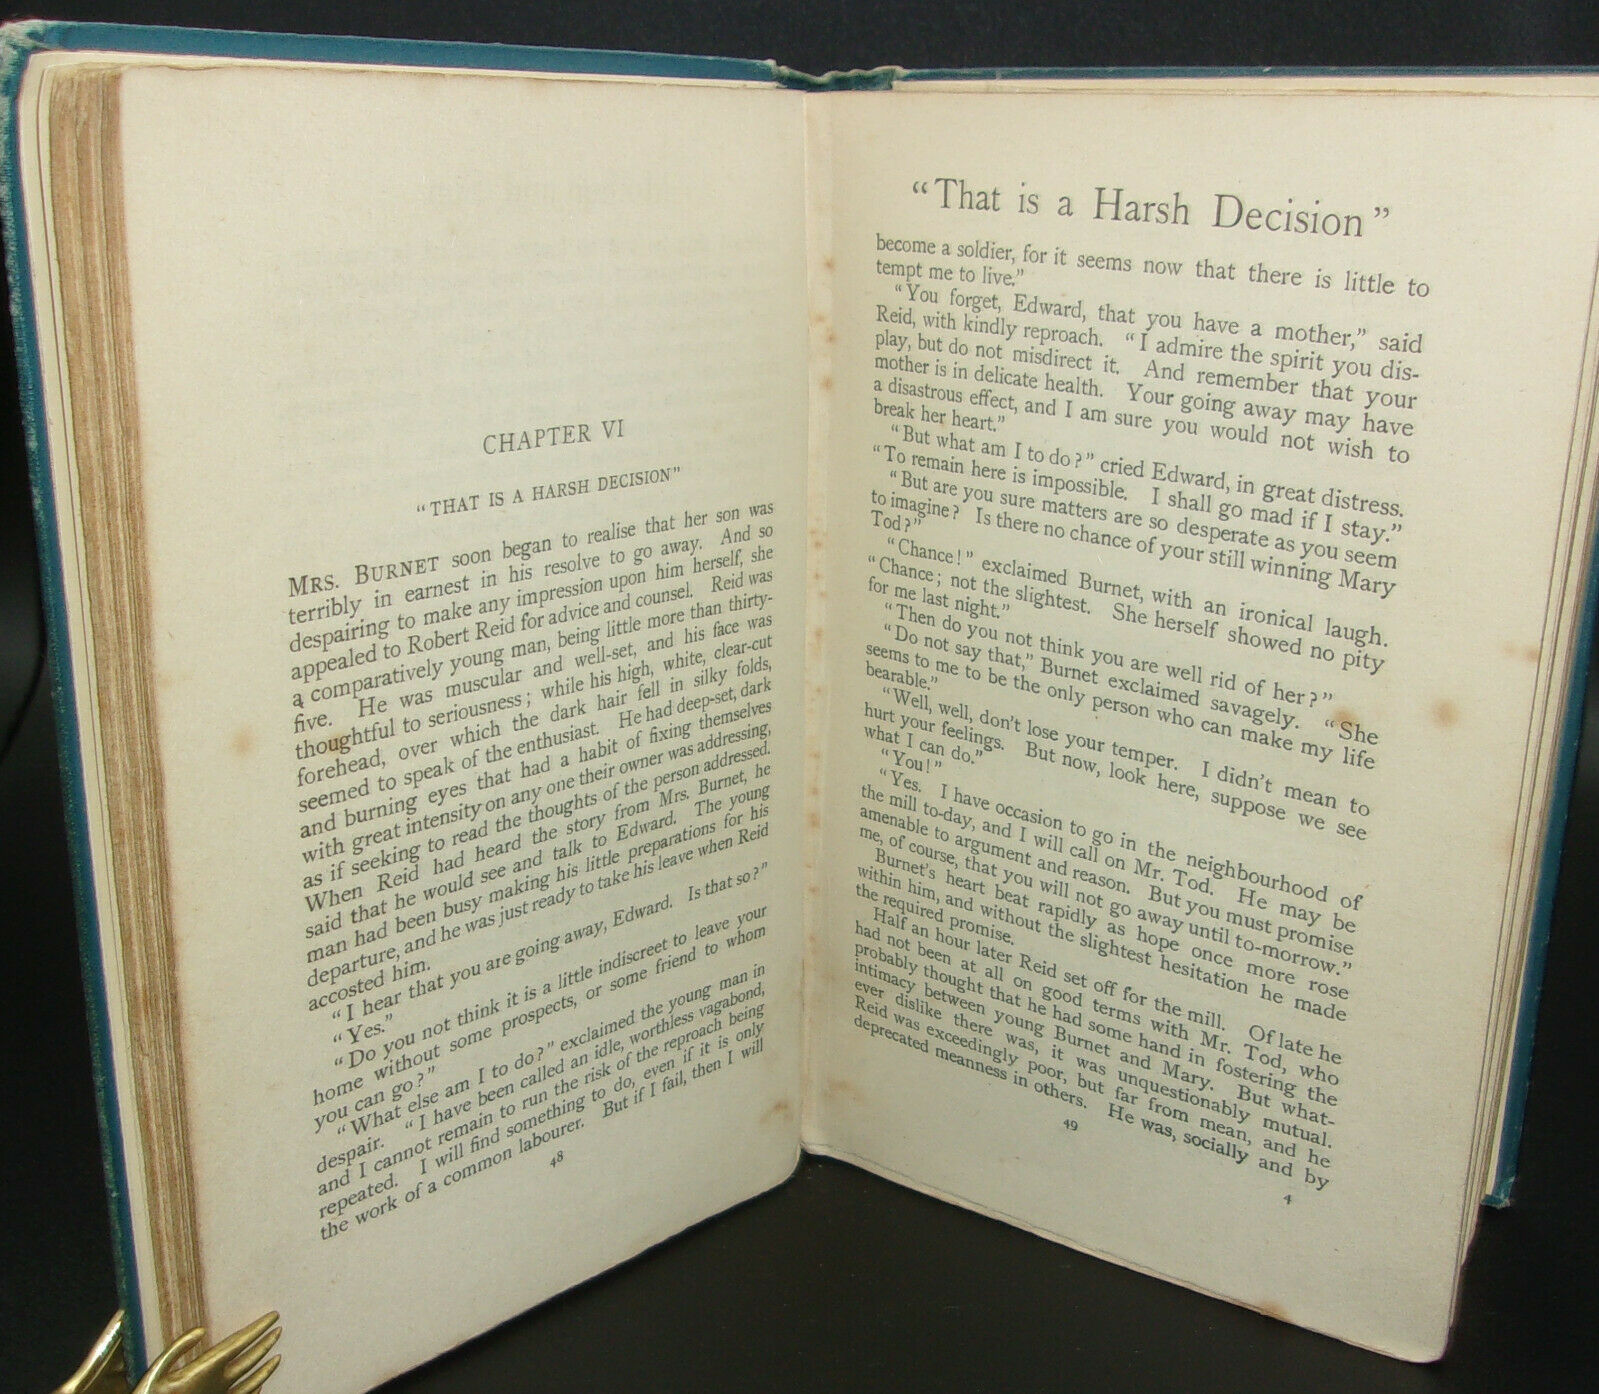 CHAPTER VI
"THAT IS A HARSH DECISION"
MRS. BURNET soon began to realise that her son was
terribly in earnest in his resolve to go away. And so
despairing to make any impression upon him herself, she
appealed to Robert Reid for advice and counsel. Reid was
a comparatively young man, being little more than thirty-
five. He was muscular and well-set, and his face was
thoughtful to seriousness; while his high, white, clear-cut
forehead, over which the dark hair fell in silky folds,
seemed to speak of the enthusiast. He had deep-set, dark
and burning eyes that had a habit of fixing themselves
with great intensity on any one their owner was addressing,
as if seeking to read the thoughts of the person addressed.
When Reid had heard the story from Mrs. Burnet, he
said that he would see and talk to Edward. The young
man had been busy making his little preparations for his
departure, and he was just ready to take his leave when Reid
accosted him.
"I hear that you are going away, Edward. Is that so?"
"Yes."
"Do you not think it is a little indiscreet to leave your
home without some prospects, or some friend to whom
you can go?"
"What else am I to do?" exclaimed the young man in
despair. "I have been called an idle, worthless vagabond,
and I cannot remain to run the risk of the reproach being
repeated. I will find something to do, even if it is only
the work of a common labourer. But if I fail, then I will
48
"That is a Harsh Decision"
become a soldier, for it seems now that there is little to
tempt me to live."
"You forget, Edward, that you have a mother," said
Reid, with kindly reproach. "I admire the spirit you dis-
play, but do not misdirect it. And remember that your
mother is in delicate health. Your going away may have
a disastrous effect, and I am sure you would not wish to
break her heart."
"But what am I to do?" cried Edward, in great distress.
"To remain here is impossible. I shall go mad if I stay."
"But are you sure matters are so desperate as you seem
to imagine? Is there no chance of your still winning Mary
Tod?"
"Chance!" exclaimed Burnet, with an ironical laugh.
"Chance; not the slightest. She herself showed no pity
for me last night."
"Then do you not think you are well rid of her?"
"Do not say that," Burnet exclaimed savagely. "She
seems to me to be the only person who can make my life
bearable."
"Well, well, don't lose your temper. I didn't mean to
hurt your feelings. But now, look here, suppose we see
what I can do."
"You!"
"Yes. I have occasion to go in the neighbourhood of
the mill to-day, and I will call on Mr. Tod. He may be
amenable to argument and reason. But you must promise
me, of course, that you will not go away until to-morrow."
Burnet's heart beat rapidly as hope once more rose
within him, and without the slightest hesitation he made
the required promise.
Half an hour later Reid set off for the mill. Of late he
had not been at all on good terms with Mr. Tod, who
probably thought that he had some hand in fostering the
intimacy between young Burnet and Mary. But what-
ever dislike there was, it was unquestionably mutual.
Reid was exceedingly poor, but far from mean, and he
deprecated meanness in others. He was, socially and by
49
4